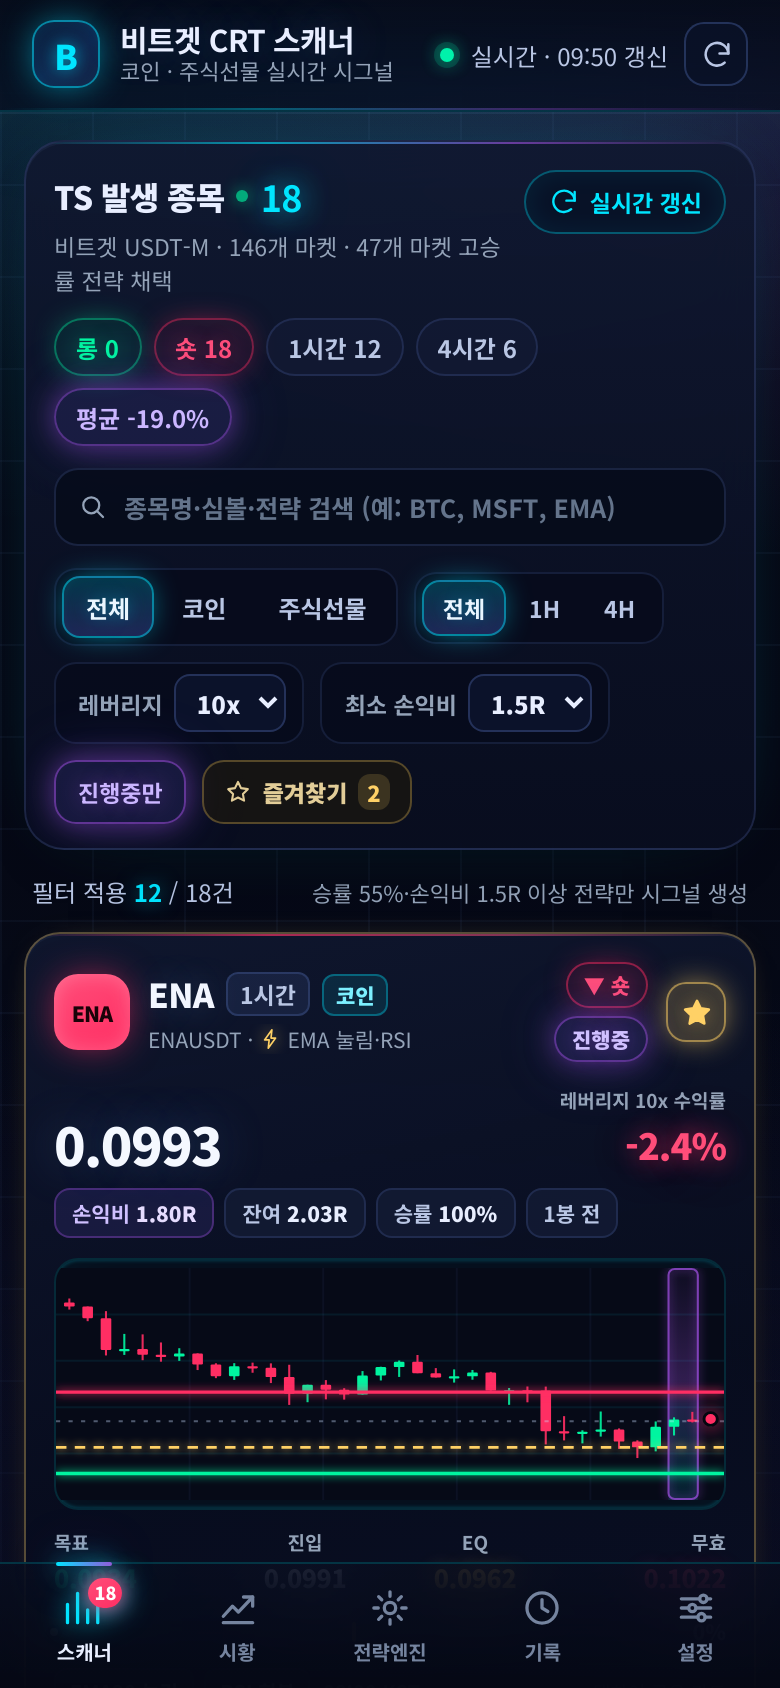 B
비트겟 CRT 스캐너
코인 · 주식선물 실시간 시그널
실시간 · 09:50 갱신
TS 발생 종목 18
실시간 갱신
비트겟 USDT-M · 146개 마켓 · 47개 마켓 고승
률 전략 채택
롱 0 숏 18 1시간 12 4시간 6
평균 -19.0%
종목명·심볼·전략 검색 (예: BTC, MSFT, EMA)
전체 코인 주식선물 전체 1H 4H
레버리지 10x 최소 손익비 1.5R
진행중만 즐겨찾기 2
필터 적용 12 / 18건
승률 55%·손익비 1.5R 이상 전략만 시그널 생성
ENA
ENA 1시간 코인
ENAUSDT · EMA 눌림·RSI
▼ 숏
진행중
레버리지 10x 수익률
0.0993
-2.4%
손익비 1.80R 잔여 2.03R 승률 100% 1봉 전
목표 진입 EQ 무효
0.0991 0.0962 0.1022
18
스캐너 시황 전략엔진 기록 설정